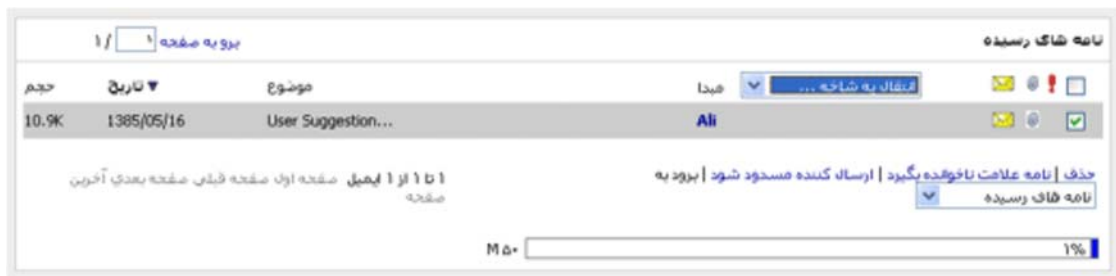 نامه های رسیده برو به صفحه ۱ / ۱
انتقال به شاخه ... مبدا موضوع تاریخ حجم
Ali User Suggestion... 1385/05/16 10.9K
حذف | نامه علامت ناخوانده بگیرد | ارسال کننده مسدود شود | برود به
نامه های رسیده
۱ تا ۱ از ۱ ایمیل صفحه اول صفحه قبلی صفحه بعدی آخرین
صفحه
۱% ۵۰ M